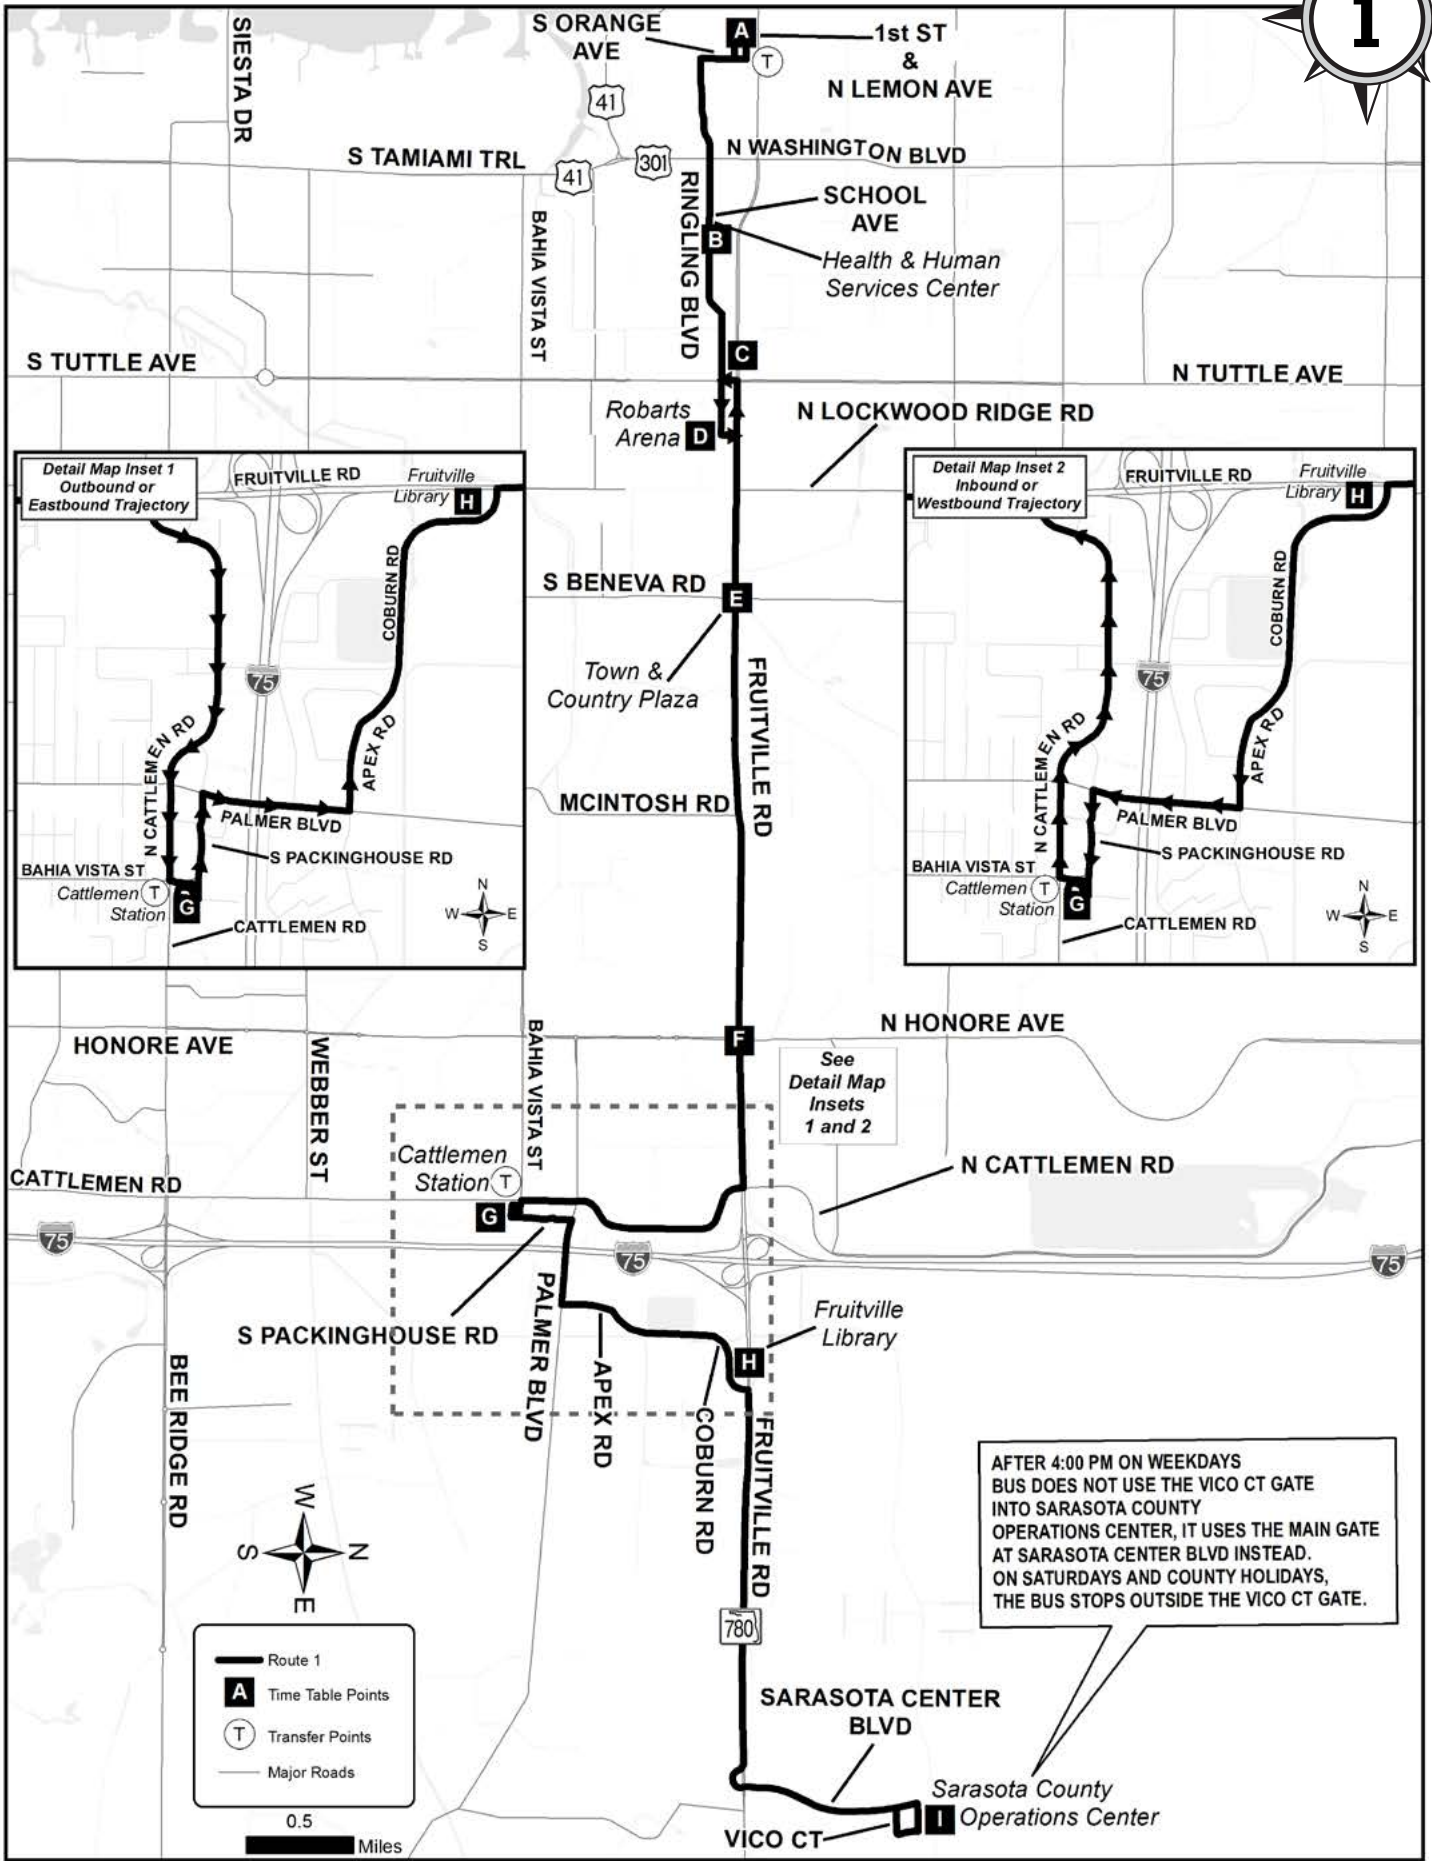 1
S ORANGE
AVE
A
T
1st ST
&
N LEMON AVE
SIESTA DR
41
S TAMIAMI TRL
41
301
N WASHINGTON BLVD
RINGLING BLVD
BAHIA VISTA ST
SCHOOL
AVE
B
Health & Human
Services Center
C
S TUTTLE AVE
N TUTTLE AVE
Robarts
Arena
D
N LOCKWOOD RIDGE RD
Detail Map Inset 1
Outbound or
Eastbound Trajectory
FRUITVILLE RD
Fruitville
Library
H
COBURN RD
75
N CATTLEMEN RD
APEX RD
PALMER BLVD
S PACKINGHOUSE RD
BAHIA VISTA ST
Cattlemen
Station
T
G
CATTLEMEN RD
N
W
E
S
Detail Map Inset 2
Inbound or
Westbound Trajectory
FRUITVILLE RD
Fruitville
Library
H
COBURN RD
75
N CATTLEMEN RD
APEX RD
PALMER BLVD
S PACKINGHOUSE RD
BAHIA VISTA ST
Cattlemen
Station
T
G
CATTLEMEN RD
N
W
E
S
S BENEVA RD
E
Town &
Country Plaza
FRUITVILLE RD
MCINTOSH RD
HONORE AVE
F
N HONORE AVE
WEBBER ST
BAHIA VISTA ST
See
Detail Map
Insets
1 and 2
Cattlemen
Station
T
CATTLEMEN RD
G
N CATTLEMEN RD
75
75
75
S PACKINGHOUSE RD
PALMER BLVD
Fruitville
Library
H
APEX RD
COBURN RD
FRUITVILLE RD
BEE RIDGE RD
AFTER 4:00 PM ON WEEKDAYS
BUS DOES NOT USE THE VICO CT GATE
INTO SARASOTA COUNTY
OPERATIONS CENTER, IT USES THE MAIN GATE
AT SARASOTA CENTER BLVD INSTEAD.
ON SATURDAYS AND COUNTY HOLIDAYS,
THE BUS STOPS OUTSIDE THE VICO CT GATE.
W
S
N
E
780
Route 1
A
Time Table Points
T
Transfer Points
Major Roads
0.5
Miles
SARASOTA CENTER
BLVD
Sarasota County
Operations Center
I
VICO CT